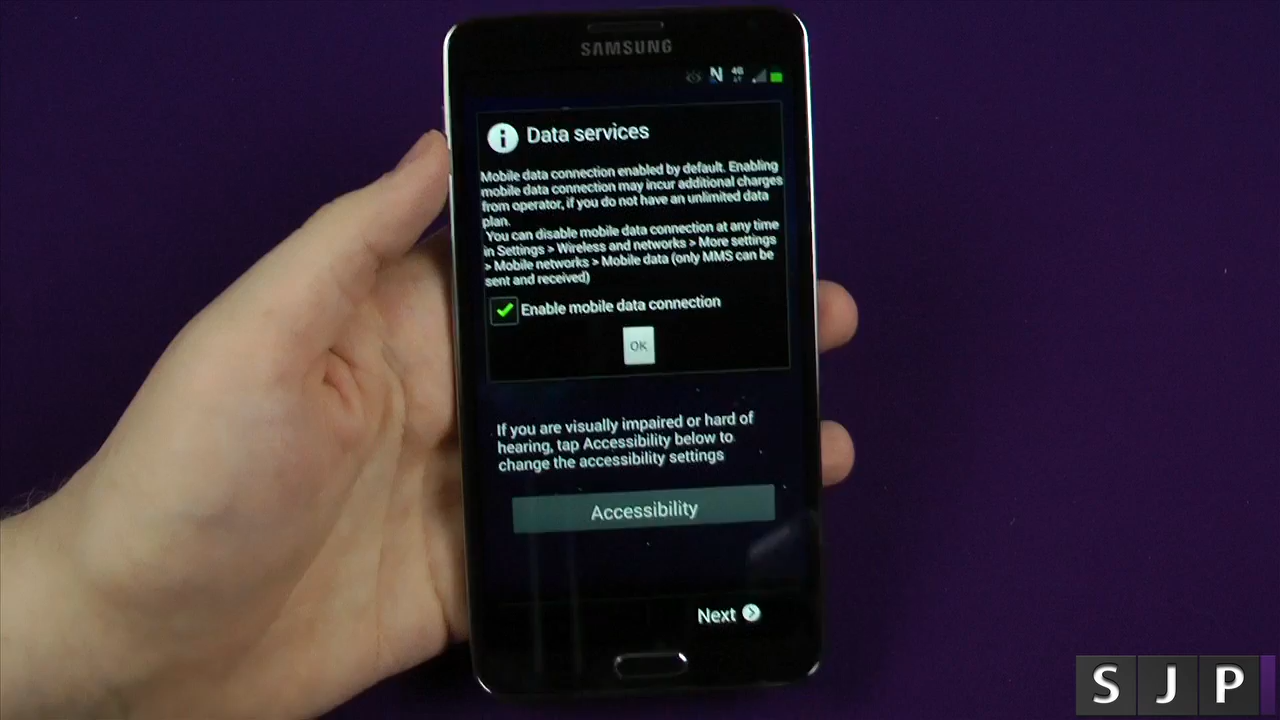 SAMSUNG
N 4G
Data services
Mobile data connection enabled by default. Enabling
mobile data connection may incur additional charges
from operator, if you do not have an unlimited data
plan.
You can disable mobile data connection at any time
in Settings > Wireless and networks > More settings
> Mobile networks > Mobile data (only MMS can be
sent and received)
Enable mobile data connection
OK
If you are visually impaired or hard of
hearing, tap Accessibility below to
change the accessibility settings
Accessibility
Next
SJP